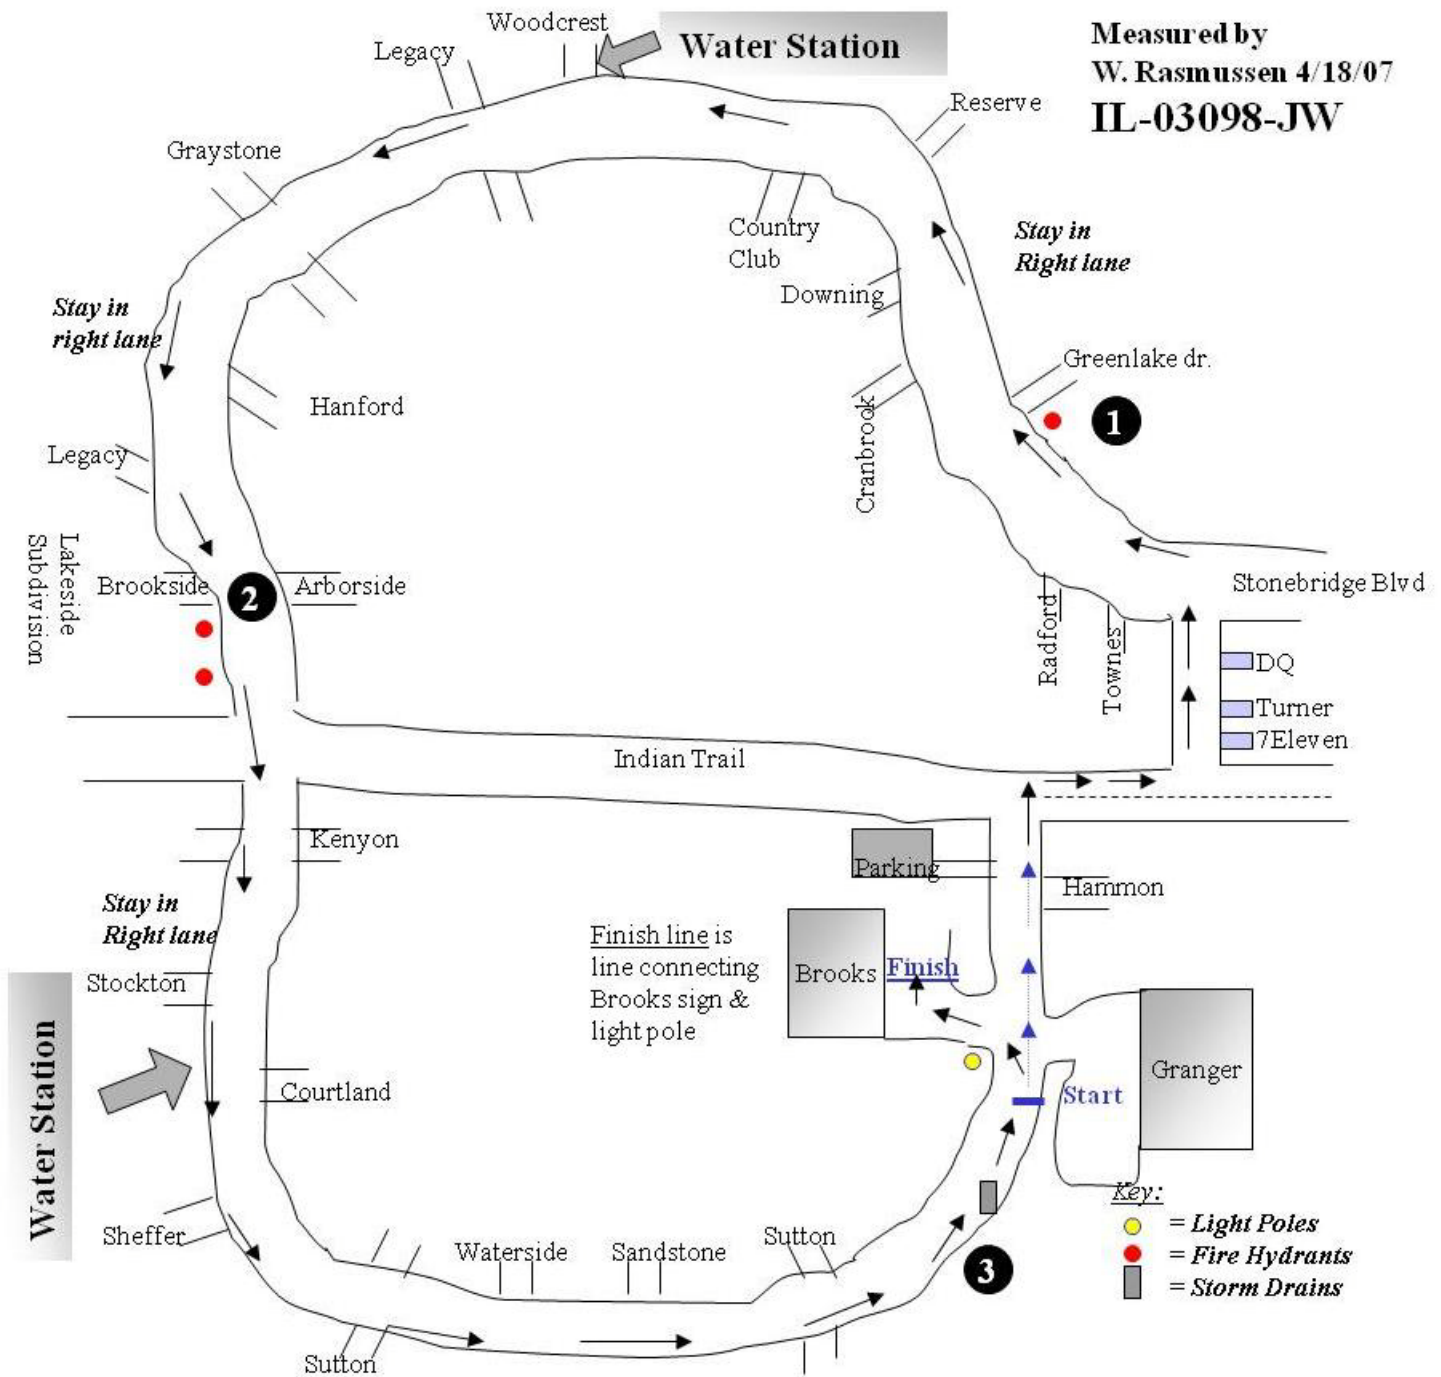 Woodcrest
Water Station
Measured by
W. Rasmussen 4/18/07
IL-03098-JW
Legacy
Reserve
Graystone
Country
Club
Stay in
Right lane
Downing
Stay in
right lane
Greenlake dr.
1
Hanford
Cranbrook
Legacy
Lakeside
Subdivision
Brookside
2
Arborside
Stonebridge Blvd
Radford
Townes
DQ
Turner
7Eleven
Indian Trail
Kenyon
Parking
Hammon
Stay in
Right lane
Finish line is
line connecting
Brooks sign &
light pole
Brooks
Finish
Stockton
Water Station
Granger
Courtland
Start
Key:
= Light Poles
= Fire Hydrants
= Storm Drains
Sheffer
Waterside
Sandstone
Sutton
3
Sutton